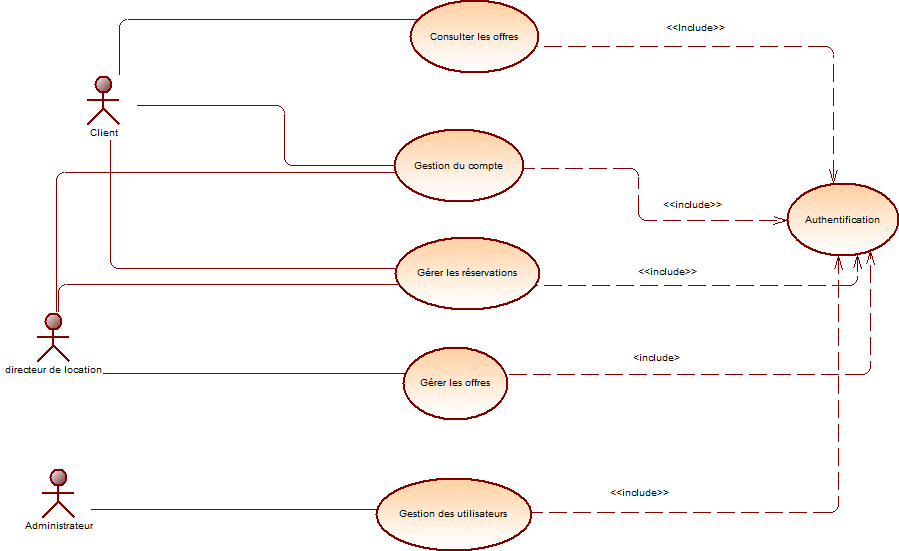 Consulter les offres
<<Include>>
Client
Gestion du compte
<<include>>
Authentification
Gérer les réservations
<<include>>
directeur de location
Gérer les offres
<include>
Administrateur
Gestion des utilisateurs
<<include>>